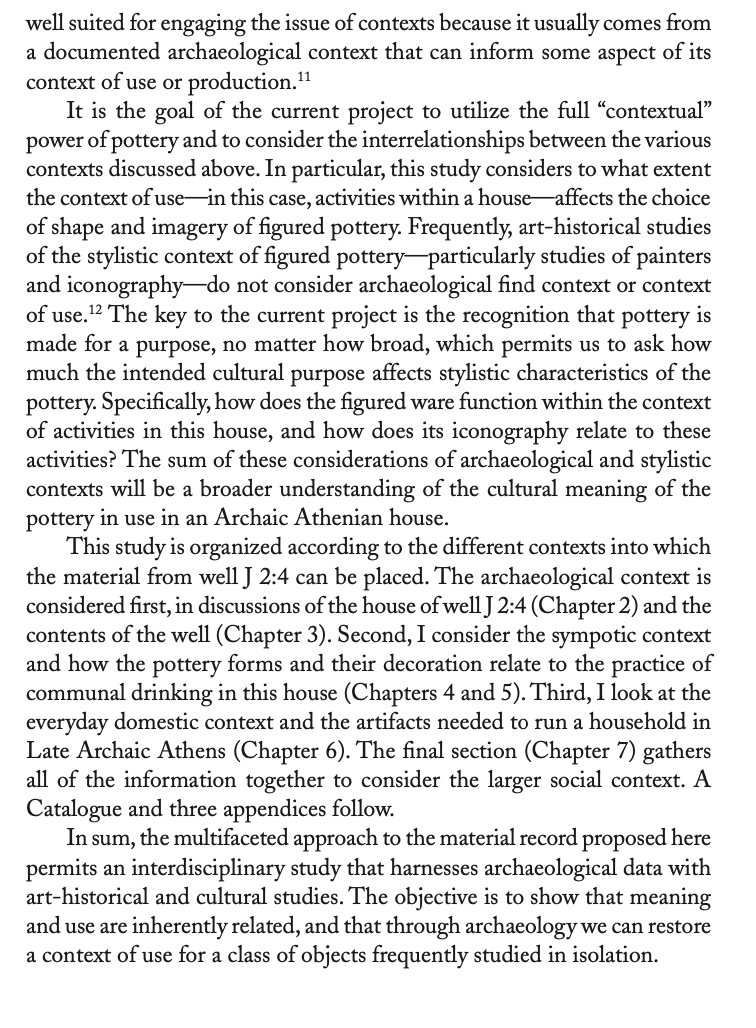 well suited for engaging the issue of contexts because it usually comes from
a documented archaeological context that can inform some aspect of its
context of use or production.¹¹
It is the goal of the current project to utilize the full “contextual”
power of pottery and to consider the interrelationships between the various
contexts discussed above. In particular, this study considers to what extent
the context of use—in this case, activities within a house—affects the choice
of shape and imagery of figured pottery. Frequently, art-historical studies
of the stylistic context of figured pottery—particularly studies of painters
and iconography—do not consider archaeological find context or context
of use.¹² The key to the current project is the recognition that pottery is
made for a purpose, no matter how broad, which permits us to ask how
much the intended cultural purpose affects stylistic characteristics of the
pottery. Specifically, how does the figured ware function within the context
of activities in this house, and how does its iconography relate to these
activities? The sum of these considerations of archaeological and stylistic
contexts will be a broader understanding of the cultural meaning of the
pottery in use in an Archaic Athenian house.
This study is organized according to the different contexts into which
the material from well J 2:4 can be placed. The archaeological context is
considered first, in discussions of the house of well J 2:4 (Chapter 2) and the
contents of the well (Chapter 3). Second, I consider the sympotic context
and how the pottery forms and their decoration relate to the practice of
communal drinking in this house (Chapters 4 and 5). Third, I look at the
everyday domestic context and the artifacts needed to run a household in
Late Archaic Athens (Chapter 6). The final section (Chapter 7) gathers
all of the information together to consider the larger social context. A
Catalogue and three appendices follow.
In sum, the multifaceted approach to the material record proposed here
permits an interdisciplinary study that harnesses archaeological data with
art-historical and cultural studies. The objective is to show that meaning
and use are inherently related, and that through archaeology we can restore
a context of use for a class of objects frequently studied in isolation.